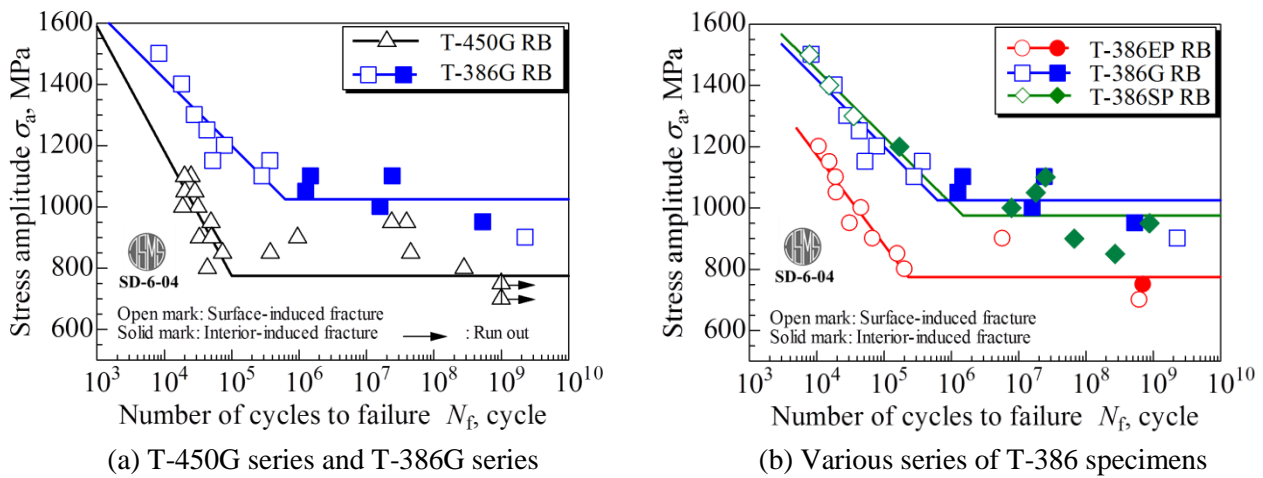 1600
1400
1200
1000
800
600
Stress amplitude σa, MPa
T-450G RB
T-386G RB
JSMS
SD-6-04
Open mark: Surface-induced fracture
Solid mark: Interior-induced fracture
: Run out
10^3 10^4 10^5 10^6 10^7 10^8 10^9 10^10
Number of cycles to failure Nf, cycle
(a) T-450G series and T-386G series
1600
1400
1200
1000
800
600
Stress amplitude σa, MPa
T-386EP RB
T-386G RB
T-386SP RB
JSMS
SD-6-04
Open mark: Surface-induced fracture
Solid mark: Interior-induced fracture
10^3 10^4 10^5 10^6 10^7 10^8 10^9 10^10
Number of cycles to failure Nf, cycle
(b) Various series of T-386 specimens